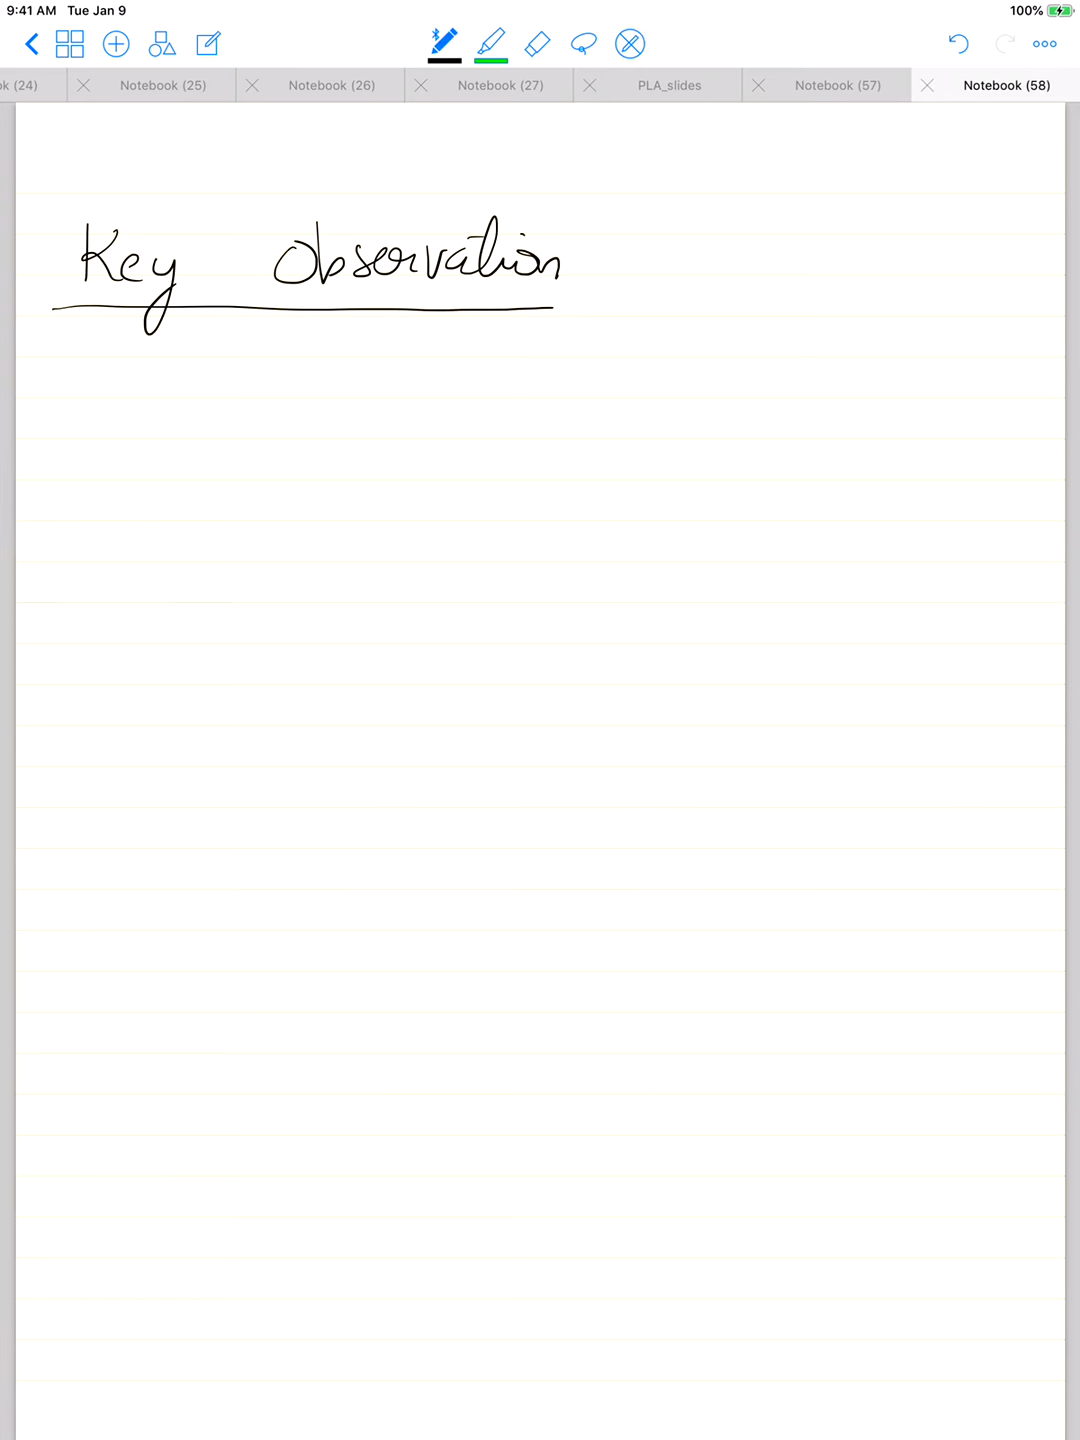 9:41 AM Tue Jan 9 100%
k (24) Notebook (25) Notebook (26) Notebook (27) PLA_slides Notebook (57) Notebook (58)
Key Observation